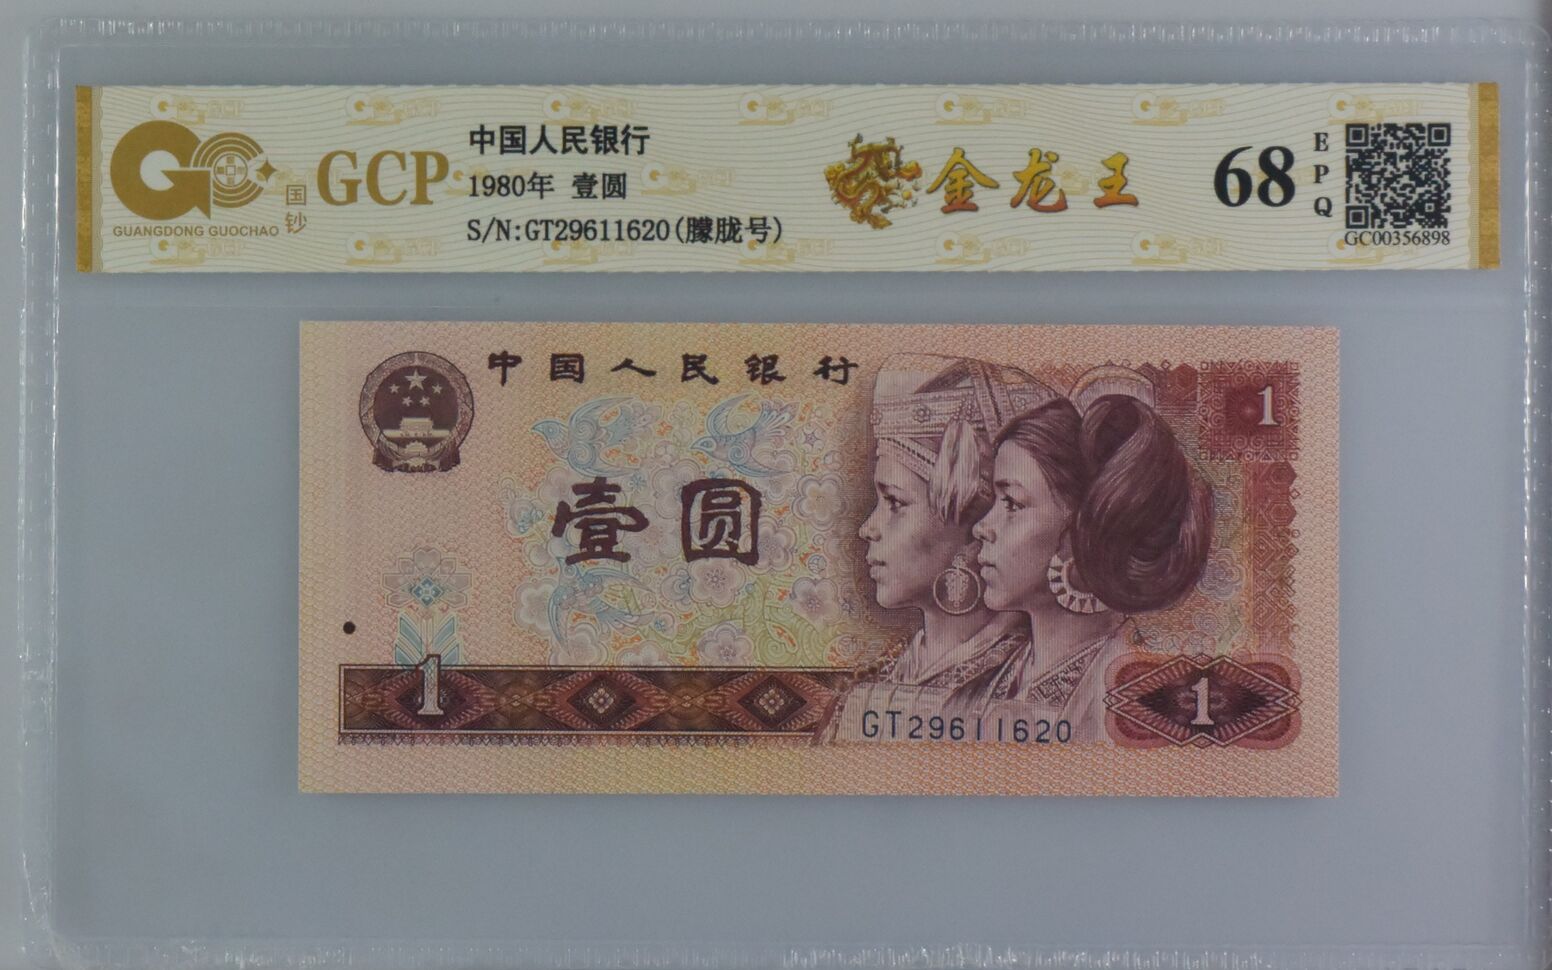 GCP
国钞
GUANGDONG GUOCHAO
中国人民银行
1980年 壹圆
S/N:GT29611620(朦胧号)
金龙王
68
EPQ
GC00356898
中国人民银行
1
壹圆
1
GT29611620
1